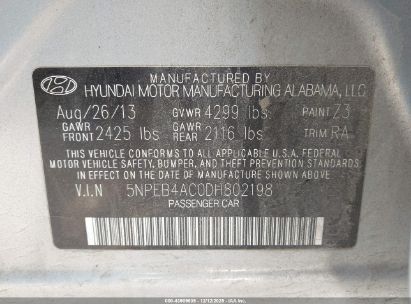 MANUFACTURED BY
HYUNDAI MOTOR MANUFACTURING ALABAMA, LLC
Aug/26/13 GVWR 4299 lbs. PAINT Z3
GAWR FRONT 2425 lbs GAWR REAR 2116 lbs. TRIM RA
THIS VEHICLE CONFORMS TO ALL APPLICABLE U.S.A. FEDERAL
MOTOR VEHICLE SAFETY, BUMPER, AND THEFT PREVENTION
STANDARDS IN EFFECT ON THE DATE OF MANUFACTURE SHOWN ABOVE.
V.I.N 5NPEB4AC0DH802198
PASSENGER CAR